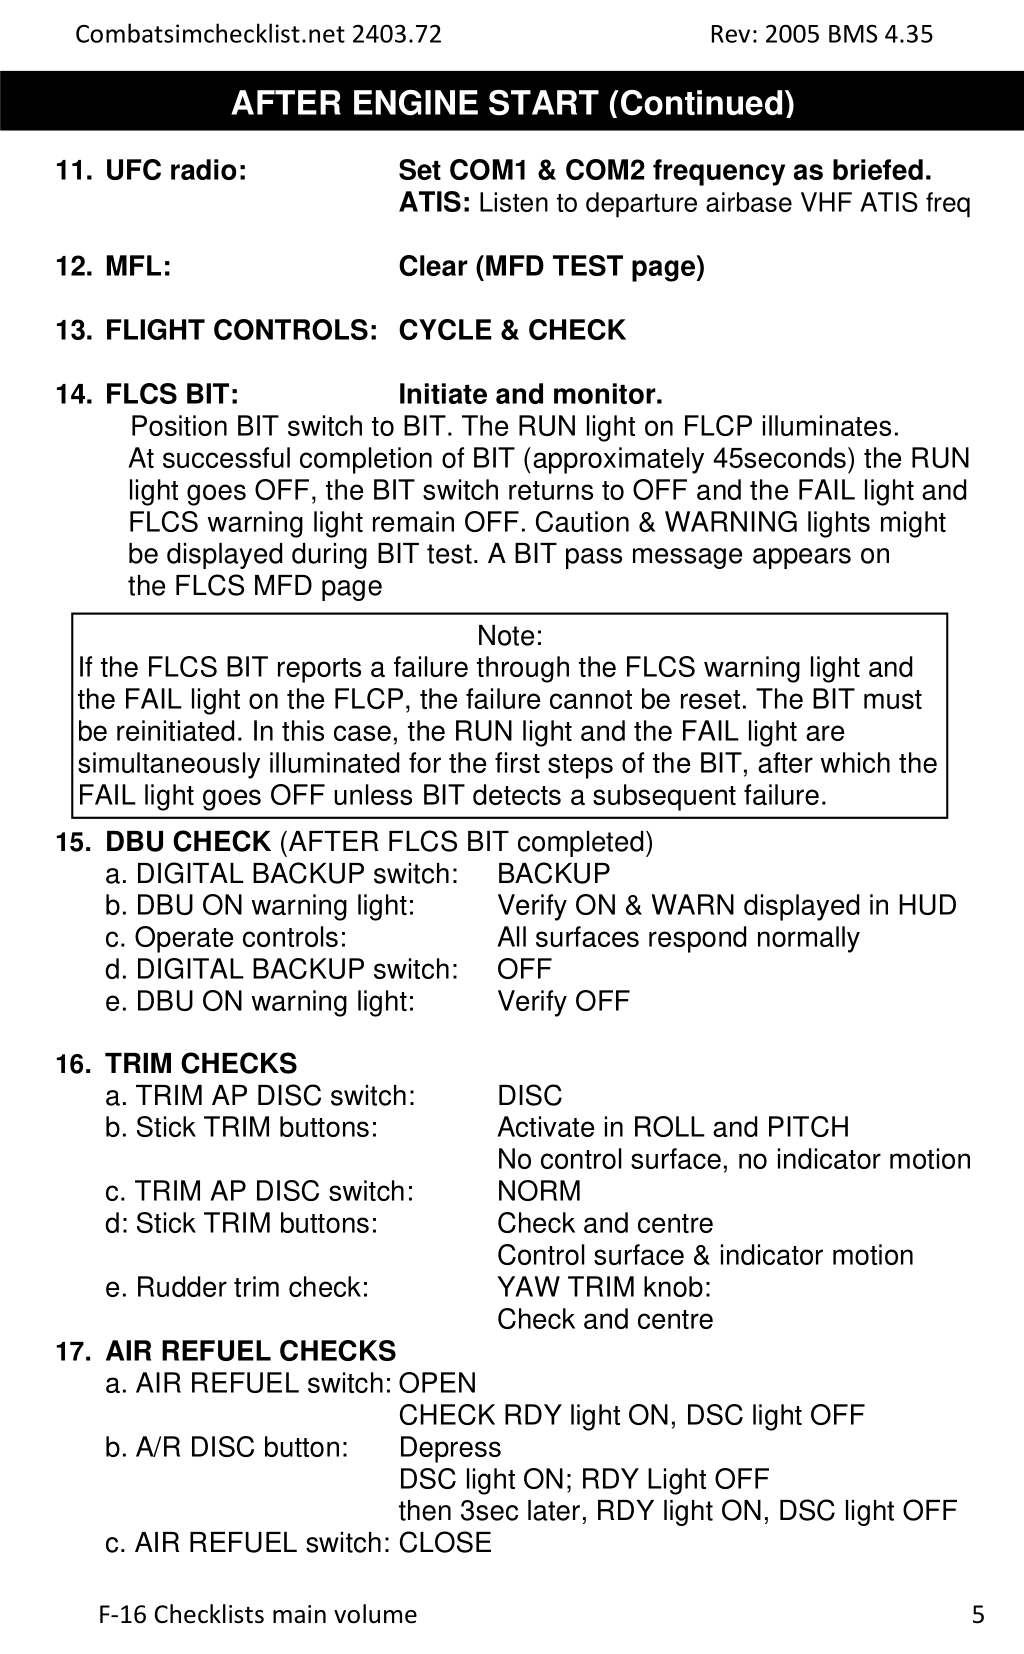 Combatsimchecklist.net 2403.72 Rev: 2005 BMS 4.35
AFTER ENGINE START (Continued)
11. UFC radio: Set COM1 & COM2 frequency as briefed.
ATIS: Listen to departure airbase VHF ATIS freq
12. MFL: Clear (MFD TEST page)
13. FLIGHT CONTROLS: CYCLE & CHECK
14. FLCS BIT: Initiate and monitor.
Position BIT switch to BIT. The RUN light on FLCP illuminates.
At successful completion of BIT (approximately 45seconds) the RUN
light goes OFF, the BIT switch returns to OFF and the FAIL light and
FLCS warning light remain OFF. Caution & WARNING lights might
be displayed during BIT test. A BIT pass message appears on
the FLCS MFD page
Note:
If the FLCS BIT reports a failure through the FLCS warning light and
the FAIL light on the FLCP, the failure cannot be reset. The BIT must
be reinitiated. In this case, the RUN light and the FAIL light are
simultaneously illuminated for the first steps of the BIT, after which the
FAIL light goes OFF unless BIT detects a subsequent failure.
15. DBU CHECK (AFTER FLCS BIT completed)
a. DIGITAL BACKUP switch: BACKUP
b. DBU ON warning light: Verify ON & WARN displayed in HUD
c. Operate controls: All surfaces respond normally
d. DIGITAL BACKUP switch: OFF
e. DBU ON warning light: Verify OFF
16. TRIM CHECKS
a. TRIM AP DISC switch: DISC
b. Stick TRIM buttons: Activate in ROLL and PITCH
No control surface, no indicator motion
c. TRIM AP DISC switch: NORM
d: Stick TRIM buttons: Check and centre
Control surface & indicator motion
e. Rudder trim check: YAW TRIM knob:
Check and centre
17. AIR REFUEL CHECKS
a. AIR REFUEL switch: OPEN
CHECK RDY light ON, DSC light OFF
b. A/R DISC button: Depress
DSC light ON; RDY Light OFF
then 3sec later, RDY light ON, DSC light OFF
c. AIR REFUEL switch: CLOSE
F-16 Checklists main volume 5